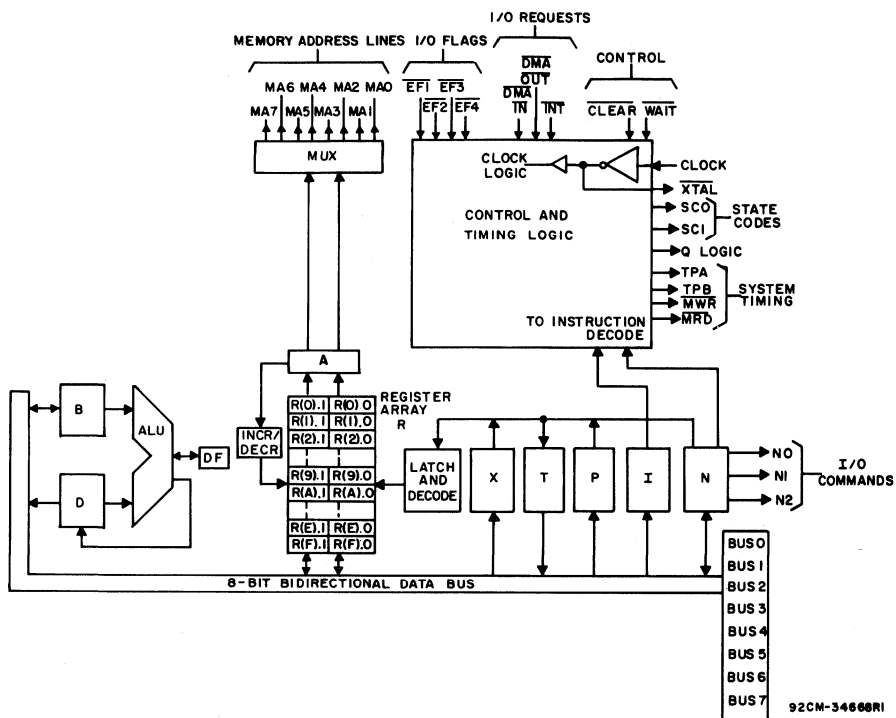 I/O REQUESTS
MEMORY ADDRESS LINES I/O FLAGS
CONTROL
DMA
OUT
MA6 MA4 MA2 MA0
EF1 EF3
DMA
IN
INT
MA7 MA5 MA3 MA1
EF2 EF4
CLEAR WAIT
MUX
CLOCK
LOGIC
CLOCK
XTAL
SC0
STATE
CODES
SC1
CONTROL AND
TIMING LOGIC
Q LOGIC
TPA
TPB
SYSTEM
TIMING
MWR
MRD
TO INSTRUCTION
DECODE
A
REGISTER
ARRAY
R
R(0).1 R(0).0
R(1).1 R(1).0
R(2).1 R(2).0
R(9).1 R(9).0
R(A).1 R(A).0
R(E).1 R(E).0
R(F).1 R(F).0
B
ALU
DF
D
INCR/
DECR
LATCH
AND
DECODE
X
T
P
I
N
N0
N1
N2
I/O
COMMANDS
8-BIT BIDIRECTIONAL DATA BUS
BUS 0
BUS 1
BUS 2
BUS 3
BUS 4
BUS 5
BUS 6
BUS 7
92CM-34668R1